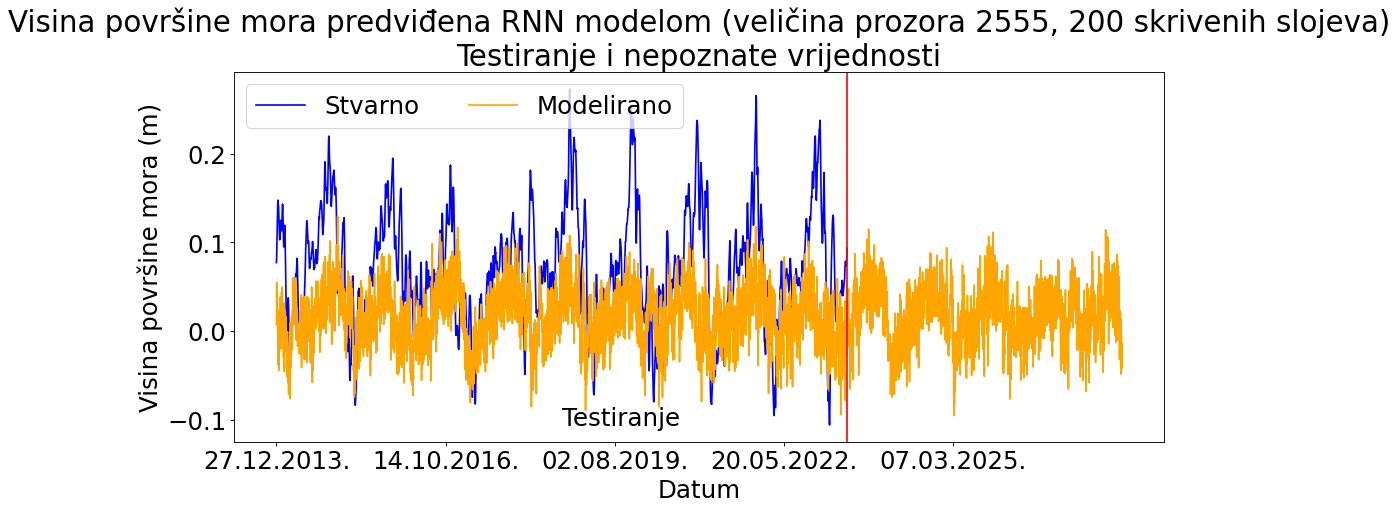 Visina površine mora predviđena RNN modelom (veličina prozora 2555, 200 skrivenih slojeva)
Testiranje i nepoznate vrijednosti
Stvarno Modelirano
Visina površine mora (m)
0.2
0.1
0.0
−0.1
Testiranje
27.12.2013. 14.10.2016. 02.08.2019. 20.05.2022. 07.03.2025.
Datum